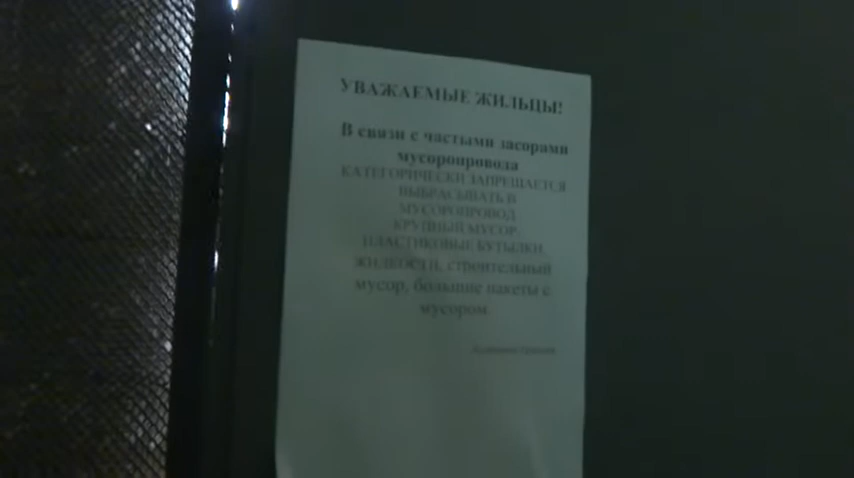 УВАЖАЕМЫЕ ЖИЛЬЦЫ!
В связи с частыми засорами
мусоропровода
КАТЕГОРИЧЕСКИ ЗАПРЕЩАЕТСЯ
ВЫБРАСЫВАТЬ В
МУСОРОПРОВОД
КРУПНЫЙ МУСОР,
ПЛАСТИКОВЫЕ БУТЫЛКИ,
жидкости, строительный
мусор, большие пакеты с
мусором.